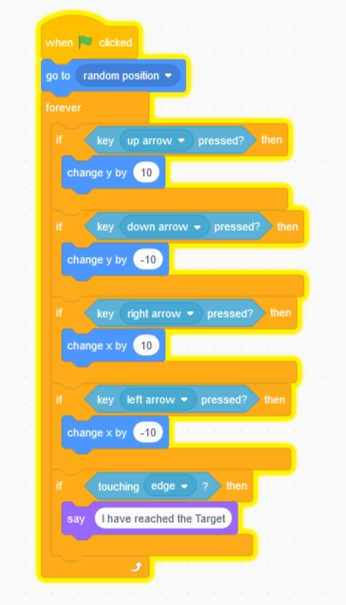 when clicked
go to random position
forever
if key up arrow pressed? then
change y by 10
if key down arrow pressed? then
change y by -10
if key right arrow pressed? then
change x by 10
if key left arrow pressed? then
change x by -10
if touching edge ? then
say I have reached the Target